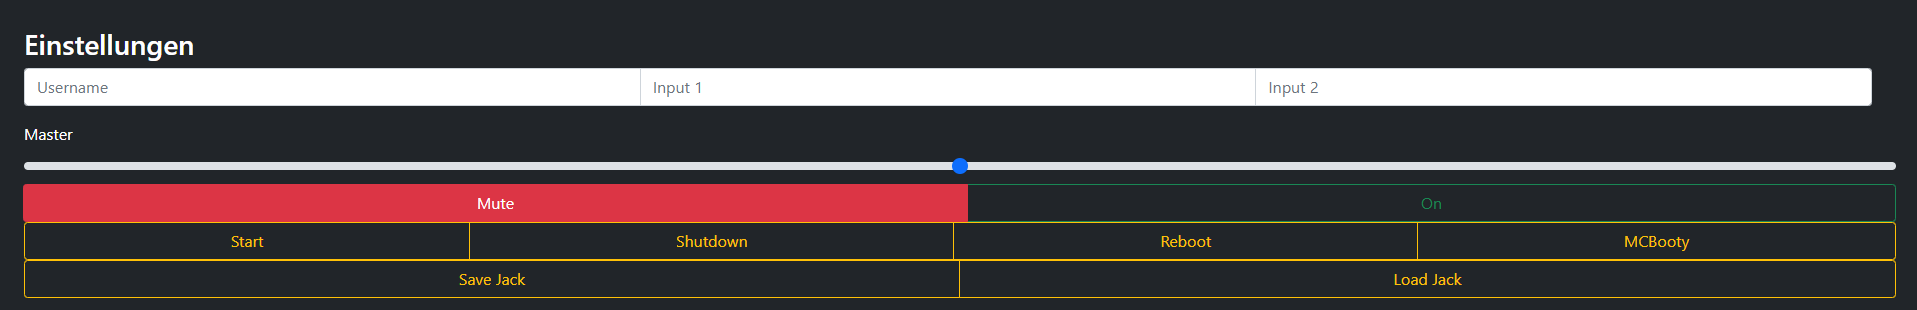 Einstellungen
Username Input 1 Input 2
Master
Mute On
Start Shutdown Reboot MCBooty
Save Jack Load Jack